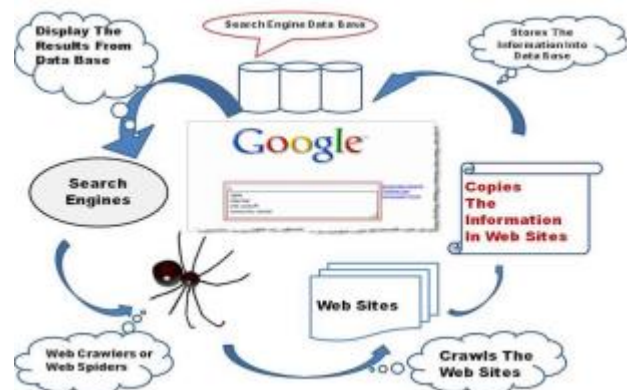 Display The
Results From
Data Base
Search Engine Data Base
Stores The
Information Into
Data Base
Google
Search
Engines
Copies
The
Information
In Web Sites
Web Sites
Web Crawlers or
Web Spiders
Crawls The
Web Sites